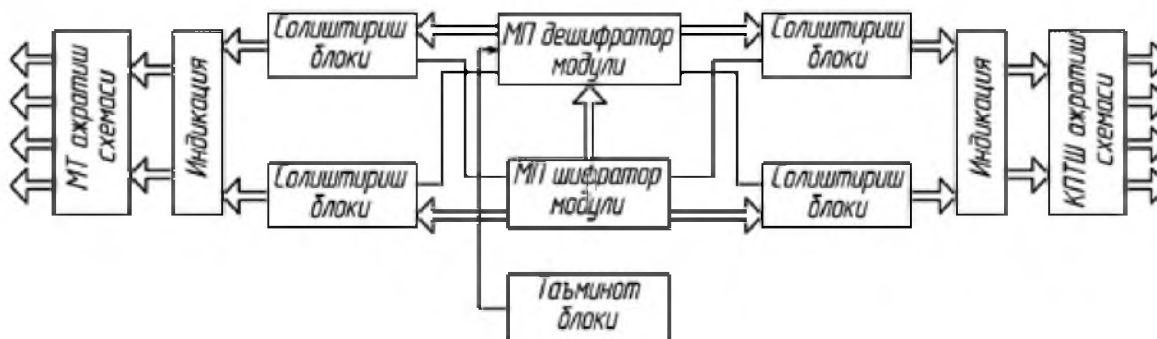 Солиштириш
блоки
МП дешифратор
модули
Солиштириш
блоки
МТ ажратиш
схемаси
Индикация
Индикация
КПТШ ажратиш
схемаси
Солиштириш
блоки
МП шифратор
модули
Солиштириш
блоки
Таъминот
блоки